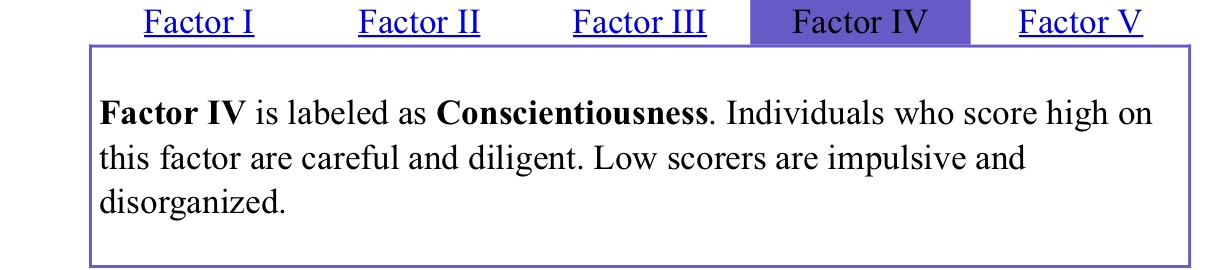 Factor I Factor II Factor III Factor IV Factor V
Factor IV is labeled as Conscientiousness. Individuals who score high on
this factor are careful and diligent. Low scorers are impulsive and
disorganized.